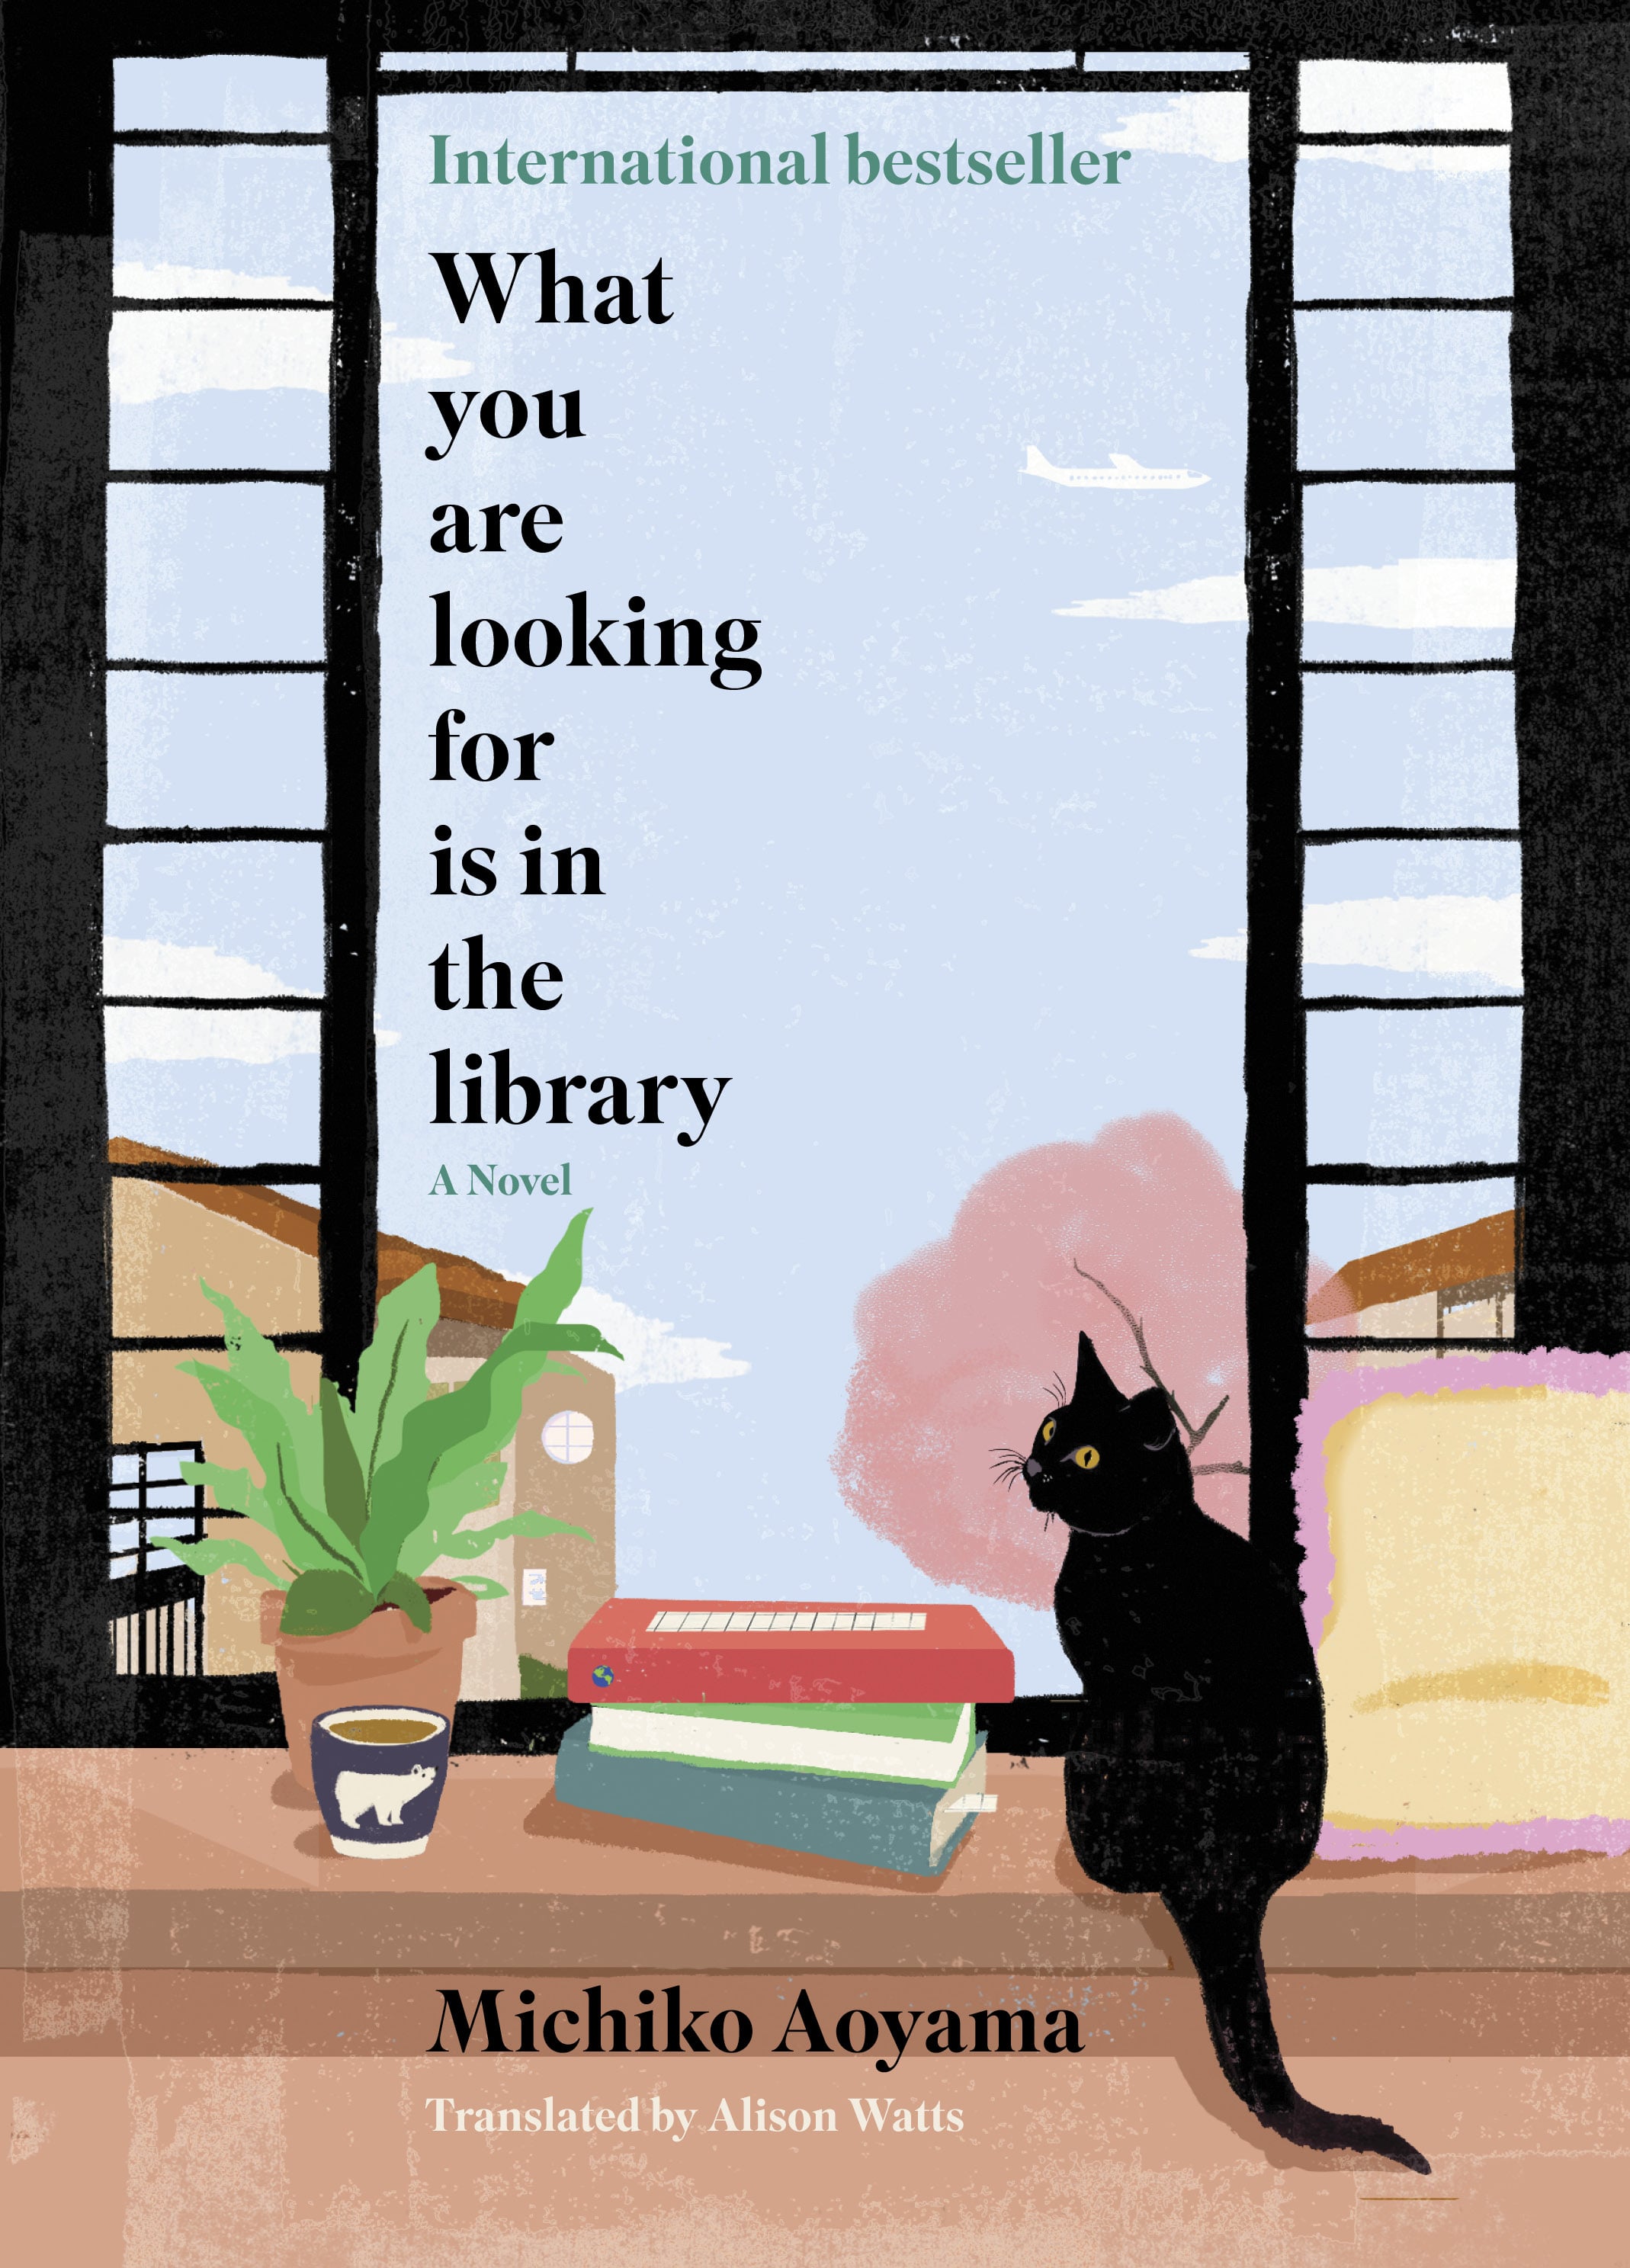 International bestseller
What
you
are
looking
for
is in
the
library
A Novel
Michiko Aoyama
Translated by Alison Watts